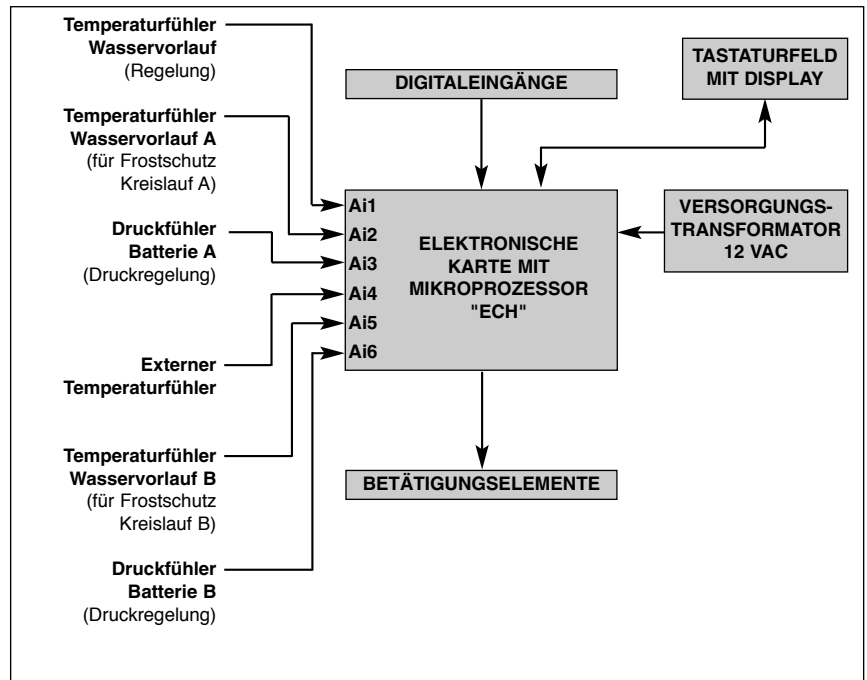 Temperaturfühler
Wasservorlauf
(Regelung)
Temperaturfühler
Wasservorlauf A
(für Frostschutz
Kreislauf A)
Druckfühler
Batterie A
(Druckregelung)
Externer
Temperaturfühler
Temperaturfühler
Wasservorlauf B
(für Frostschutz
Kreislauf B)
Druckfühler
Batterie B
(Druckregelung)
DIGITALEINGÄNGE
TASTATURFELD
MIT DISPLAY
Ai1
Ai2
Ai3
Ai4
Ai5
Ai6
ELEKTRONISCHE
KARTE MIT
MIKROPROZESSOR
"ECH"
VERSORGUNGS-
TRANSFORMATOR
12 VAC
BETÄTIGUNGSELEMENTE